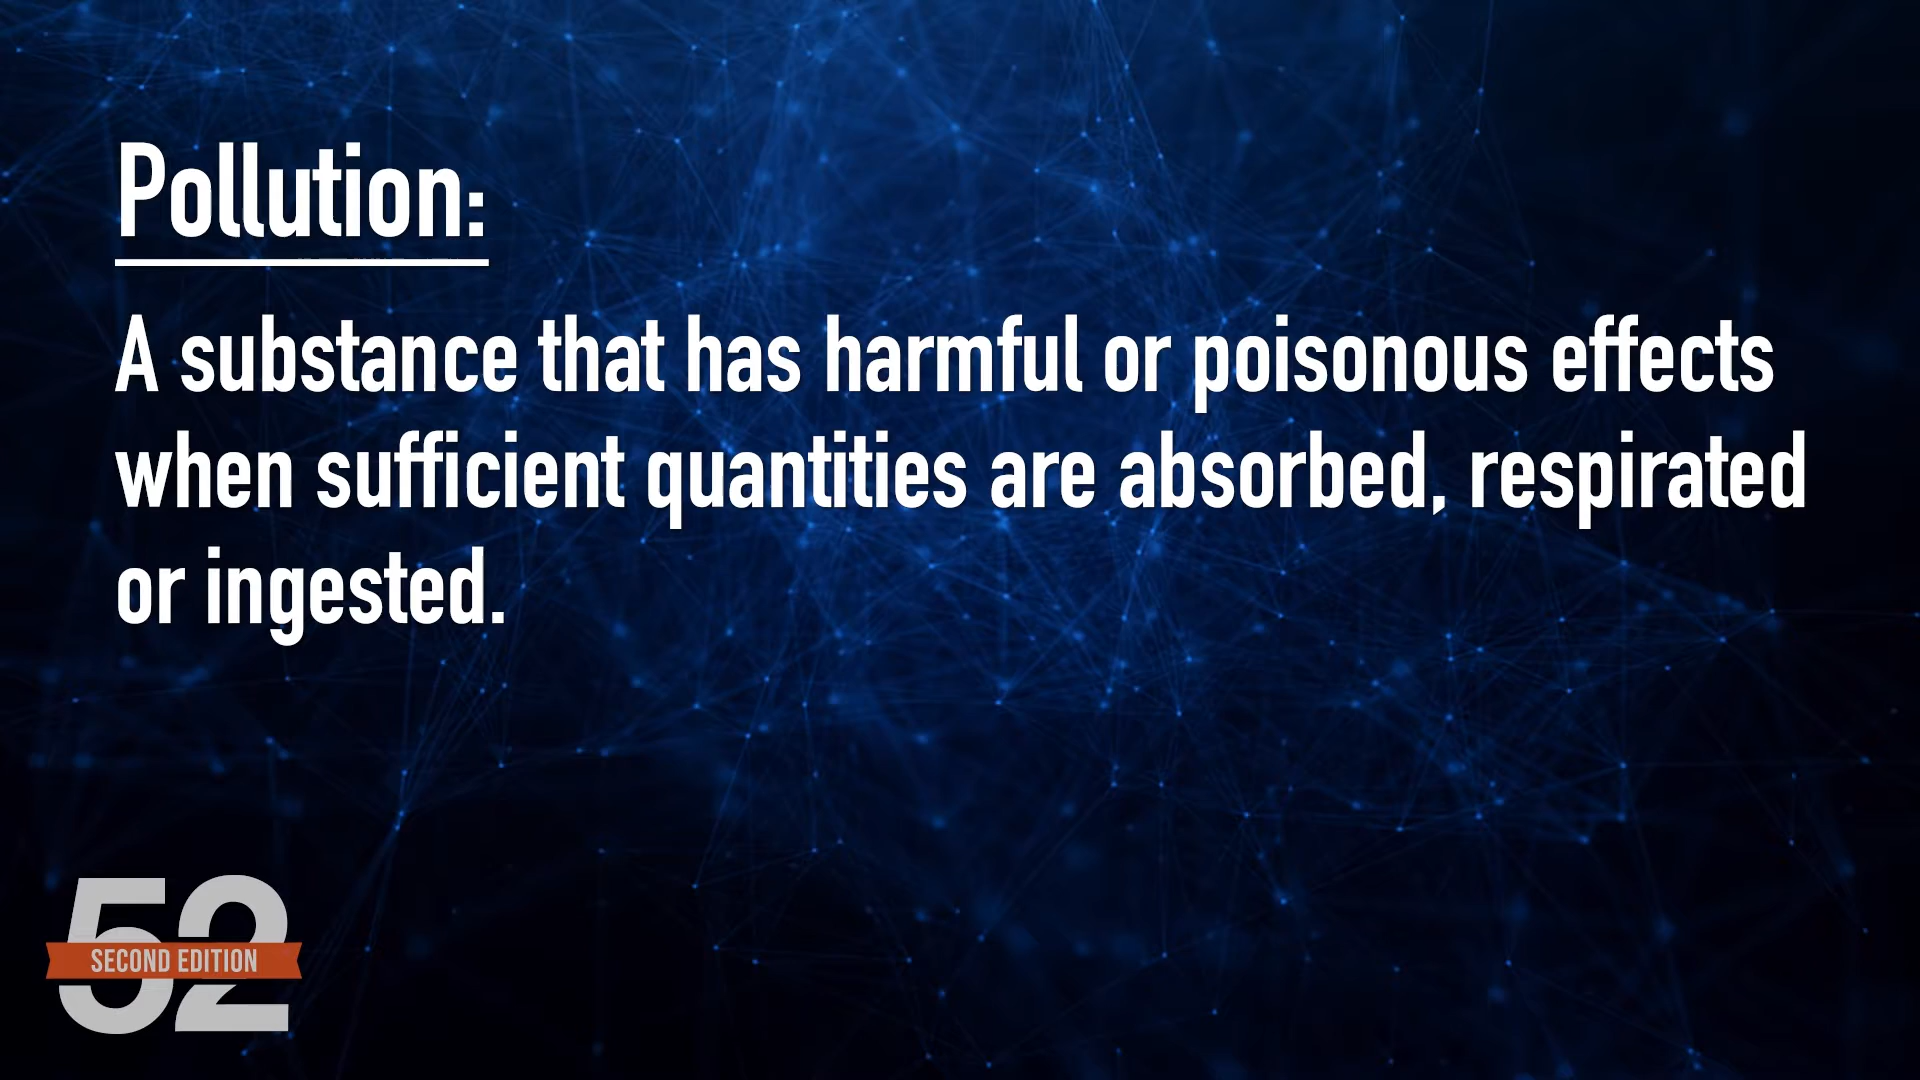 Pollution:
A substance that has harmful or poisonous effects
when sufficient quantities are absorbed, respirated
or ingested.
52
SECOND EDITION